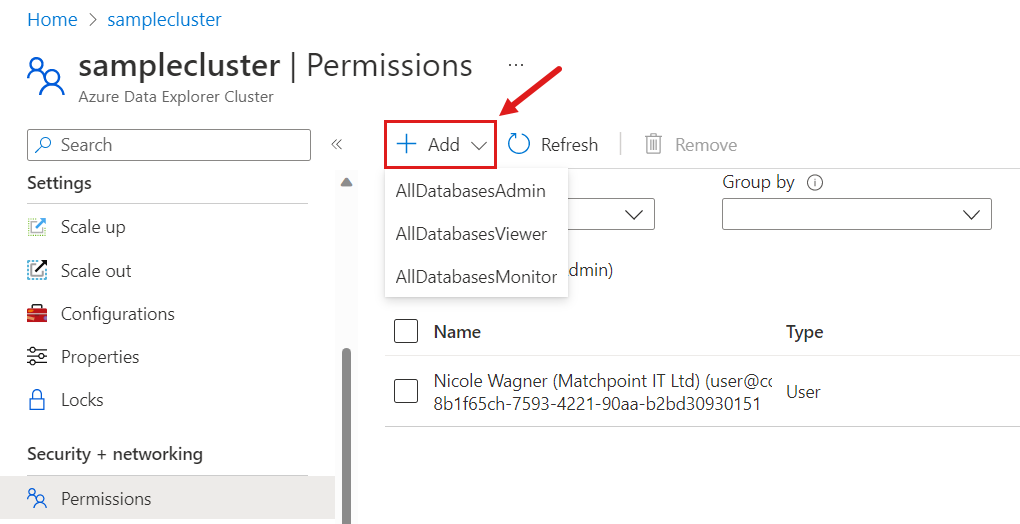 Home > samplecluster
samplecluster | Permissions ...
Azure Data Explorer Cluster
Search «
Settings
Scale up
Scale out
Configurations
Properties
Locks
Security + networking
Permissions
+ Add Refresh Remove
AllDatabasesAdmin
AllDatabasesViewer
AllDatabasesMonitor
Group by
dmin)
Name Type
Nicole Wagner (Matchpoint IT Ltd) (user@cc
8b1f65ch-7593-4221-90aa-b2bd30930151
User